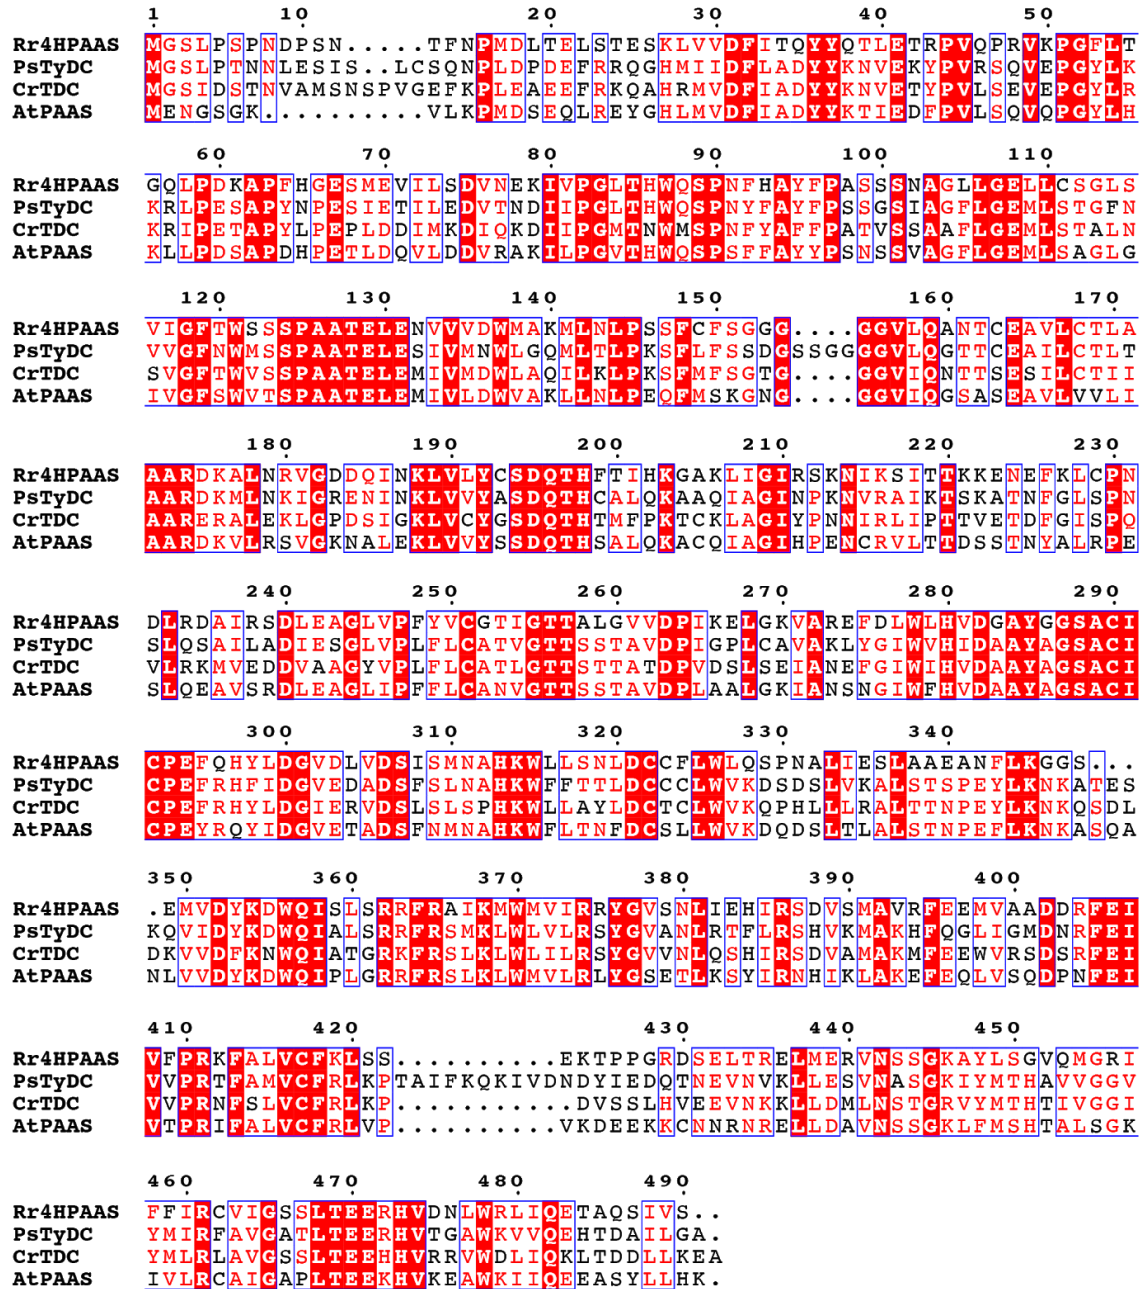 1 10 20 30 40 50
Rr4HPAAS MGSLPSPNDPSN.....TFNPMDLTELSTESKLVVDFITQYYQTLETRPVQPRVKPGFLT
PsTyDC MGSLPTNNLESIS..LCSQNPLDPDEFRRQGHMIIDFLADYYKNVEKYPVRSQVEPGYLK
CrTDC MGSIDSTNVAMSNSPVGEFKPLEAEEFRKQAHRMVDFIADYYKNVETYPVLSEVEPGYLR
AtPAAS MENGSGK..........VLKPMDSEQLREYGHLMVDFIADYYKTIEDFPVLSQVQPGYLH
60 70 80 90 100 110
Rr4HPAAS GQLPDKAPFHGESMEVILSDVNEKIVPGLTHWQSPNFHAYFPASSSNAGLLGELLCSGLS
PsTyDC KRLPESAPYNPESIETILEDVTNDIIPGLTHWQSPNYFAYFPSSGSIAGFLGEMLSTGFN
CrTDC KRIPETAPYLPEPLDDIMKDIQKDIIPGMTNWMSPNFYAFFPATVSSAAFLGEMLSTALN
AtPAAS KLLPDSAPDHPETLDQVLDDVRAKILPGVTHWQSPSFFAYYPSNSSVAGFLGEMLSAGLG
120 130 140 150 160 170
Rr4HPAAS VIGFTWSSSPAATELENVVVDWMAKMLNLPSSFCFSGGG....GGVLQANTCEAVLCTLA
PsTyDC VVGFNWMSSPAATELESIVMNWLGQMLTLPKSFLFSSDGSSGGGGVLQGTTCEAILCTLT
CrTDC SVGFTWVSSPAATELEMIVMDWLAQILKLPKSFMFSGTG....GGVIQNTTSESILCTII
AtPAAS IVGFSWVTSPAATELEMIVLDWVAKLLNLPEQFMSKGNG....GGVIQGSASEAVLVVLI
180 190 200 210 220 230
Rr4HPAAS AARDKALNRVGDDQINKLVLYCSDQTHFTIHKGAKLIGIRSKNIKSITTKKENEFKLCPN
PsTyDC AARDKMLNKIGRENINKLVVYASDQTHCALQKAAQIAGINPKNVRAIKTSKATNFGLSPN
CrTDC AARERALEKLGPDSIGKLVCYGSDQTHTMFPKTCKLAGIYPNNIRLIPTTVETDFGISPQ
AtPAAS AARDKVLRSVGKNALEKLVVYSSDQTHSALQKACQIAGIHPENCRVLTTDSSTNYALRPE
240 250 260 270 280 290
Rr4HPAAS DLRDAIRSDLEAGLVPFYVCGTIGTTALGVVDPIKELGKVAREFDLWLHVDGAYGGSACI
PsTyDC SLQSAILADIESGLVPLFLCATVGTTSSTAVDPIGPLCAVAKLYGIWVHIDAAYAGSACI
CrTDC VLRKMVEDDVAAGYVPLFLCATLGTTSTTATDPVDSLSEIANEFGIWIHVDAAYAGSACI
AtPAAS SLQEAVSRDLEAGLIPFFLCANVGTTSSTAVDPLAALGKIANSNGIWFHVDAAYAGSACI
300 310 320 330 340
Rr4HPAAS CPEFQHYLDGVDLVDSISMNAHKWLLSNLDCCFLWLQSPNALIESLAAEANFLKGGS...
PsTyDC CPEFRHFIDGVEDADSFSLNAHKWFFTTLDCCCLWVKDSDSLVKALSTSPEYLKNKATES
CrTDC CPEFRHYLDGIERVDSLSLSPHKWLLAYLDCTCLWVKQPHLLLRALTTNPEYLKNKQSDL
AtPAAS CPEYRQYIDGVETADSFNMNAHKWFLTNFDCSLLWVKDQDSLTLALSTNPEFLKNKASQA
350 360 370 380 390 400
Rr4HPAAS .EMVDYKDWQISLSRRFRAIKMWMVIRRYGVSNLIEHIRSDVSMAVRFEEMVAADDRFEI
PsTyDC KQVIDYKDWQIALSRRFRSMKLWLVLRSYGVANLRTFLRSHVKMAKHFQGLIGMDNRFEI
CrTDC DKVVDFKNWQIATGRKFRSLKLWLILRSYGVVNLQSHIRSDVAMAKMFEEWVRSDSRFEI
AtPAAS NLVVDYKDWQIPLGRRFRSLKLWMVLRLYGSETLKSYIRNHIKLAKEFEQLVSQDPNFEI
410 420 430 440 450
Rr4HPAAS VFPRKFALVCFKLSS..........EKTPPGRDSELTRELMERVNSSGKAYLSGVQMGRI
PsTyDC VVPRTFAMVCFRLKPTAIFKQKIVDNDYIEDQTNEVNVKLLESVNASGKIYMTHAVVGGV
CrTDC VVPRNFSLVCFRLKP...........DVSSLHVEEVNKKLLDMLNSTGRVYMTHTIVGGI
AtPAAS VTPRIFALVCFRLVP..........VKDEEKKCNNRNRELLDAVNSSGKLFMSHTALSGK
460 470 480 490
Rr4HPAAS FFIRCVIGSSLTEERHVDNLWRLIQETAQSIVS..
PsTyDC YMIRFAVGATLTEERHVTGAWKVVQEHTDAILGA.
CrTDC YMLRLAVGSSLTEEHHVRRVWDLIQKLTDDLLKEA
AtPAAS IVLRCAIGAPLTEEKHVKEAWKIIQEEASYLLHK.